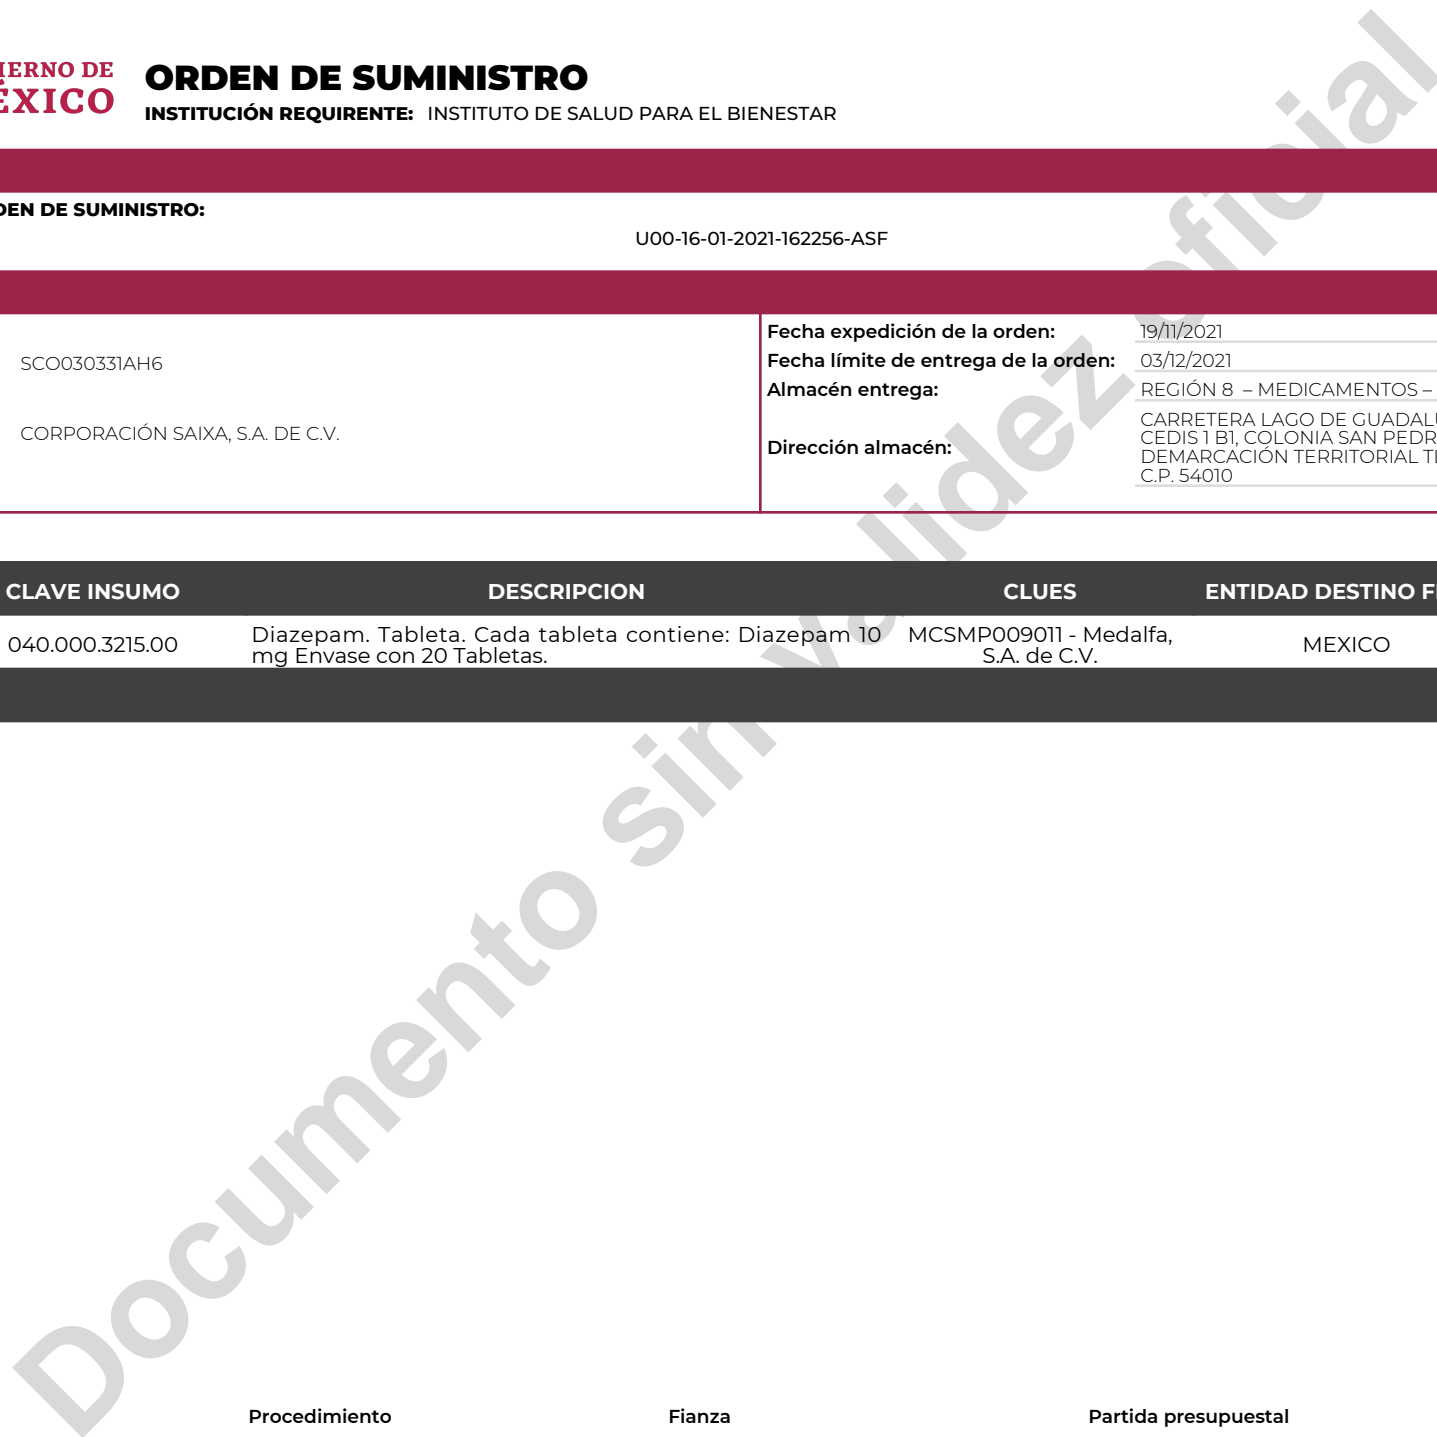 IERNO DE
ÉXICO
ORDEN DE SUMINISTRO
INSTITUCIÓN REQUIRENTE: INSTITUTO DE SALUD PARA EL BIENESTAR
DEN DE SUMINISTRO:
U00-16-01-2021-162256-ASF
SCO030331AH6
CORPORACIÓN SAIXA, S.A. DE C.V.
Fecha expedición de la orden: 19/11/2021
Fecha límite de entrega de la orden: 03/12/2021
Almacén entrega: REGIÓN 8 – MEDICAMENTOS –
Dirección almacén:
CARRETERA LAGO DE GUADALU
CEDIS 1 B1, COLONIA SAN PEDR
DEMARCACIÓN TERRITORIAL TL
C.P. 54010
CLAVE INSUMO DESCRIPCION CLUES ENTIDAD DESTINO F
040.000.3215.00
Diazepam. Tableta. Cada tableta contiene: Diazepam 10
mg Envase con 20 Tabletas.
MCSMP009011 - Medalfa,
S.A. de C.V.
MEXICO
Documento sin validez oficial
Procedimiento Fianza Partida presupuestal